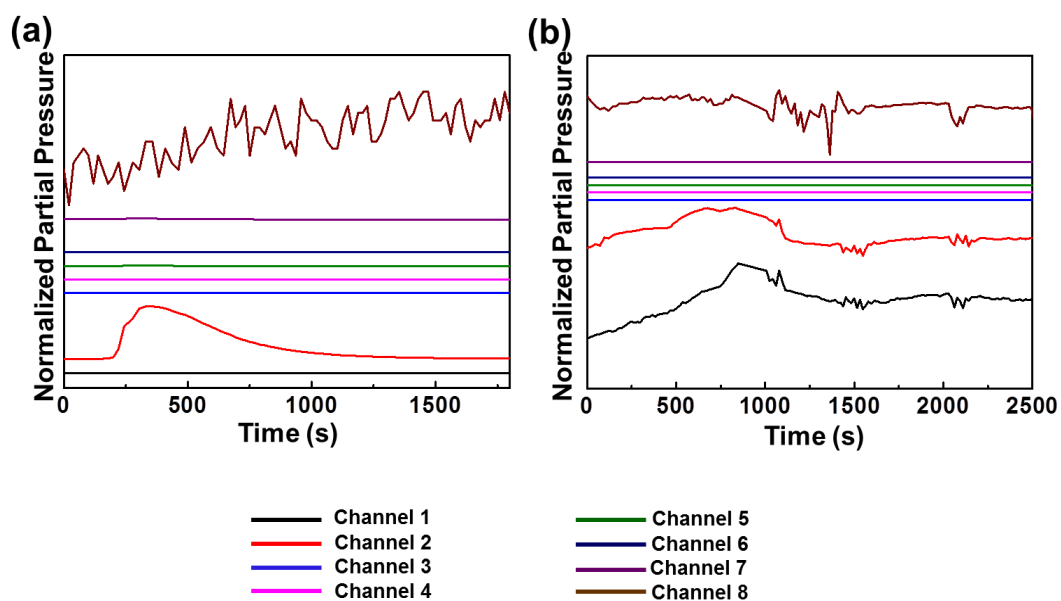 (a)
Normalized Partial Pressure
0 500 1000 1500
Time (s)
(b)
Normalized Partial Pressure
0 500 1000 1500 2000 2500
Time (s)
Channel 1
Channel 2
Channel 3
Channel 4
Channel 5
Channel 6
Channel 7
Channel 8